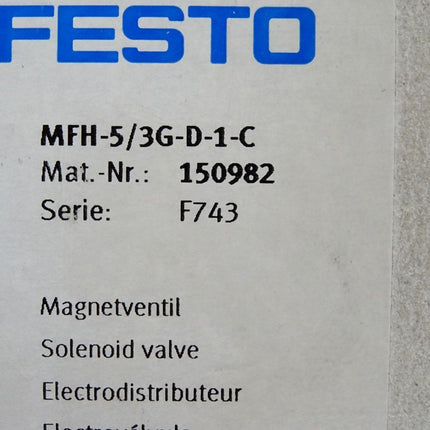 FESTO
MFH-5/3G-D-1-C
Mat.-Nr.: 150982
Serie: F743
Magnetventil
Solenoid valve
Electrodistributeur